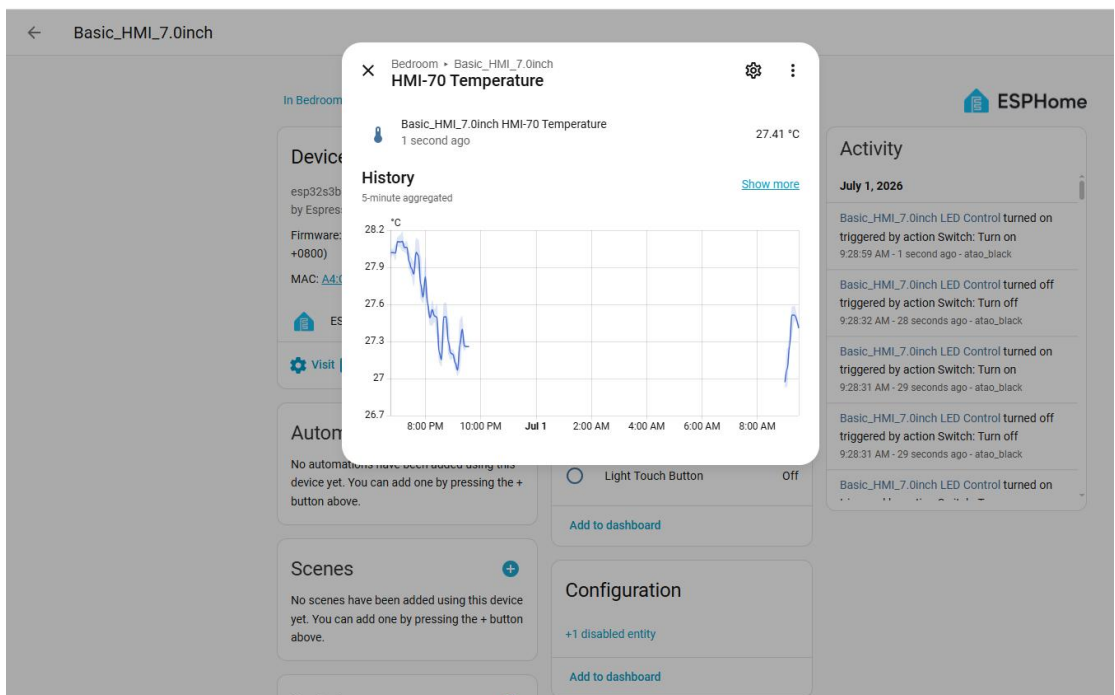 Basic_HMI_7.0inch
Bedroom ▸ Basic_HMI_7.0inch
HMI-70 Temperature
Basic_HMI_7.0inch HMI-70 Temperature
1 second ago
27.41 °C
History
Show more
5-minute aggregated
°C
28.2
27.9
27.6
27.3
27
26.7
8:00 PM 10:00 PM Jul 1 2:00 AM 4:00 AM 6:00 AM 8:00 AM
In Bedroom
Device
esp32s3b
by Espres
Firmware:
+0800)
MAC: A4:C
ES
Visit
Autom
No automations have been added using this
device yet. You can add one by pressing the +
button above.
Scenes
No scenes have been added using this device
yet. You can add one by pressing the + button
above.
Light Touch Button Off
Add to dashboard
Configuration
+1 disabled entity
Add to dashboard
ESPHome
Activity
July 1, 2026
Basic_HMI_7.0inch LED Control turned on
triggered by action Switch: Turn on
9:28:59 AM - 1 second ago - atao_black
Basic_HMI_7.0inch LED Control turned off
triggered by action Switch: Turn off
9:28:32 AM - 28 seconds ago - atao_black
Basic_HMI_7.0inch LED Control turned on
triggered by action Switch: Turn on
9:28:31 AM - 29 seconds ago - atao_black
Basic_HMI_7.0inch LED Control turned off
triggered by action Switch: Turn off
9:28:31 AM - 29 seconds ago - atao_black
Basic_HMI_7.0inch LED Control turned on